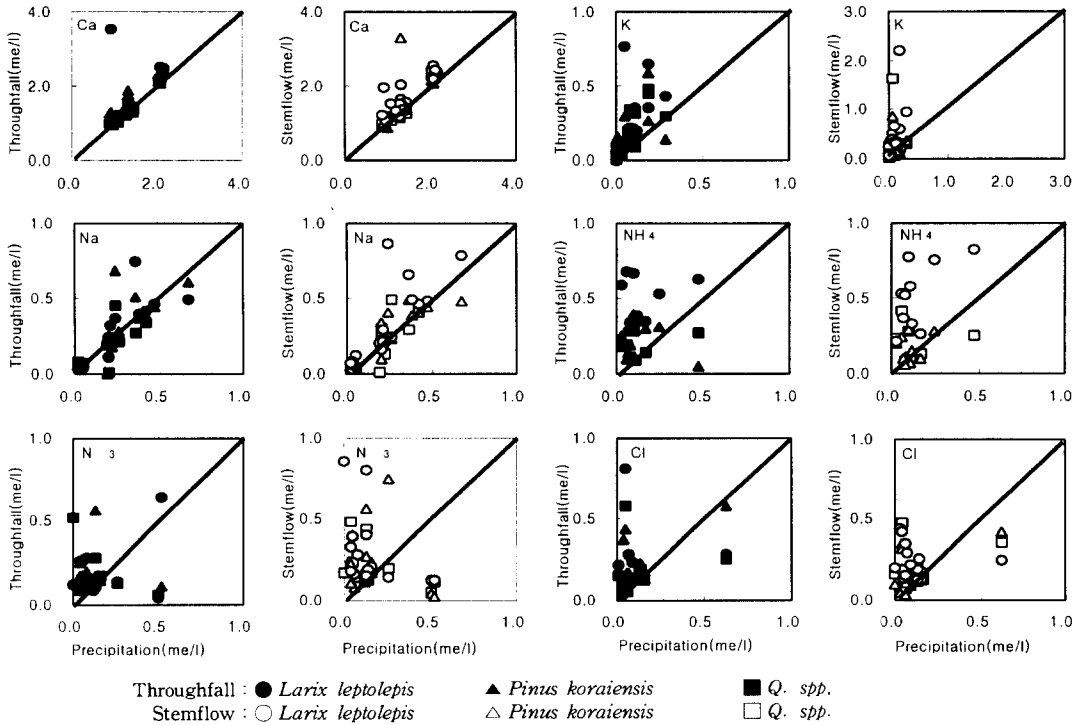 Ca
Throughfall(me/l)
4.0
2.0
0.0
0.0 2.0 4.0
Ca
Stemflow(me/l)
4.0
2.0
0.0
0.0 2.0 4.0
K
Throughfall(me/l)
1.0
0.5
0.0
0.0 0.5 1.0
K
Stemflow(me/l)
3.0
2.0
1.0
0.0
0.0 1.0 2.0 3.0
Na
Throughfall(me/l)
1.0
0.5
0.0
0.0 0.5 1.0
Na
Stemflow(me/l)
1.0
0.5
0.0
0.0 0.5 1.0
NH4
Throughfall(me/l)
1.0
0.5
0.0
0.0 0.5 1.0
NH4
Stemflow(me/l)
1.0
0.5
0.0
0.0 0.5 1.0
N 3
Throughfall(me/l)
1.0
0.5
0.0
0.0 0.5 1.0
Precipitation(me/l)
N 3
Stemflow(me/l)
1.0
0.5
0.0
0.0 0.5 1.0
Precipitation(me/l)
Cl
Throughfall(me/l)
1.0
0.5
0.0
0.0 0.5 1.0
Precipitation(me/l)
Cl
Stemflow(me/l)
1.0
0.5
0.0
0.0 0.5 1.0
Precipitation(me/l)
Throughfall : Larix leptolepis Pinus koraiensis Q. spp.
Stemflow : Larix leptolepis Pinus koraiensis Q. spp.